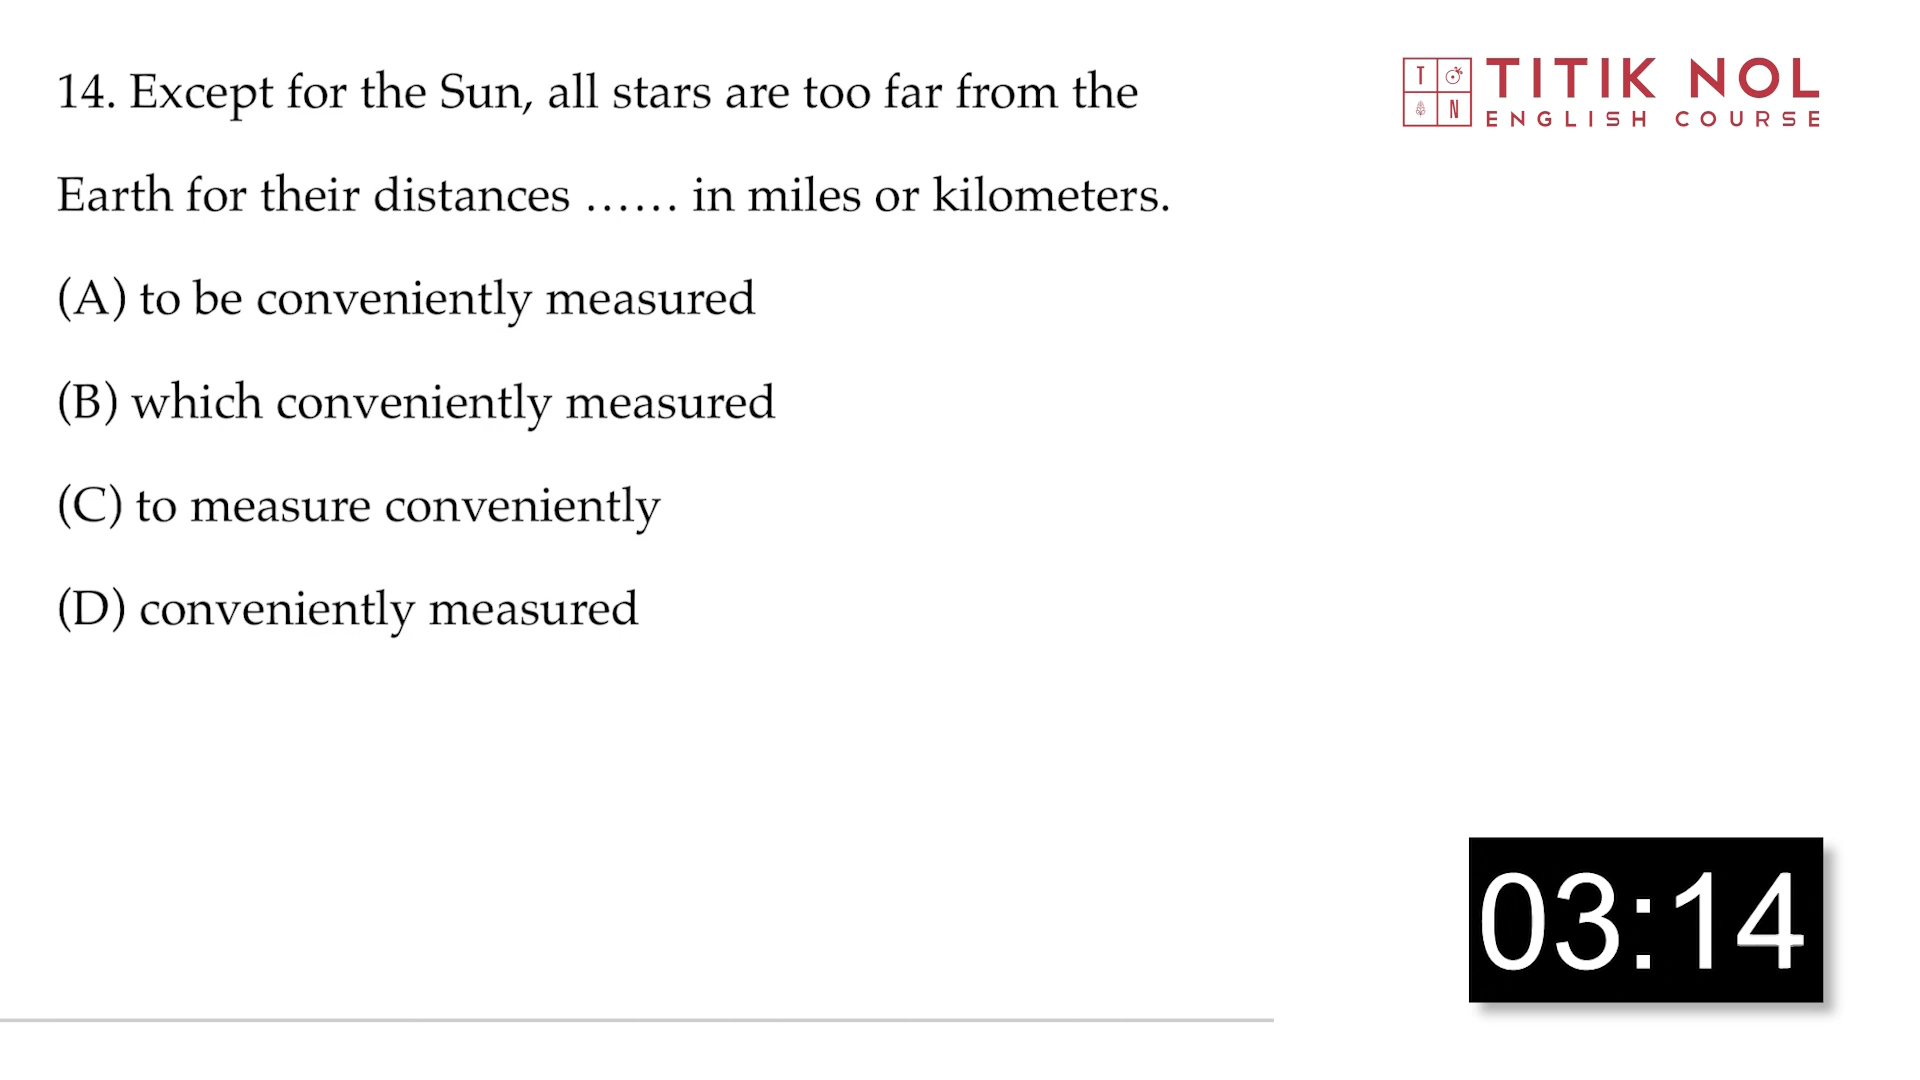 14. Except for the Sun, all stars are too far from the
Earth for their distances …… in miles or kilometers.
(A) to be conveniently measured
(B) which conveniently measured
(C) to measure conveniently
(D) conveniently measured
T
N
TITIK NOL
ENGLISH COURSE
03:14